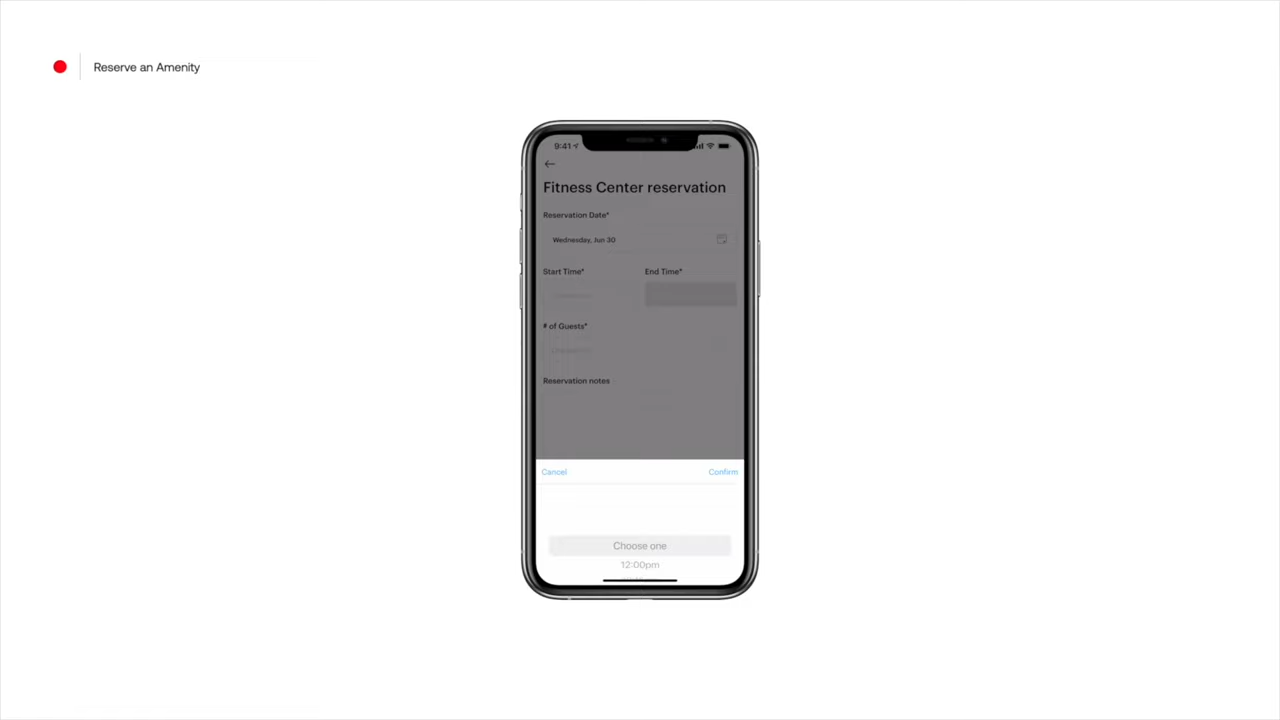 Reserve an Amenity
9:41
Fitness Center reservation
Reservation Date*
Wednesday, Jun 30
Start Time* End Time*
# of Guests*
Reservation notes
Cancel Confirm
Choose one
12:00pm